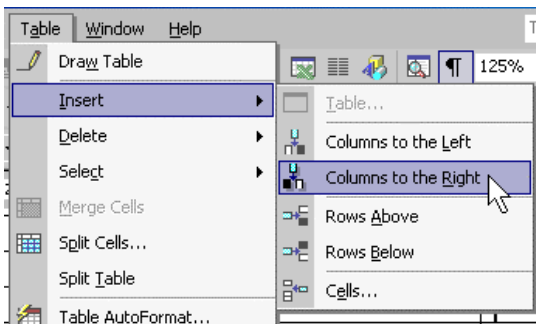 Table Window Help
Draw Table
125%
Insert
Table...
Delete
Columns to the Left
Select
Columns to the Right
Merge Cells
Rows Above
Split Cells...
Rows Below
Split Table
Cells...
Table AutoFormat...